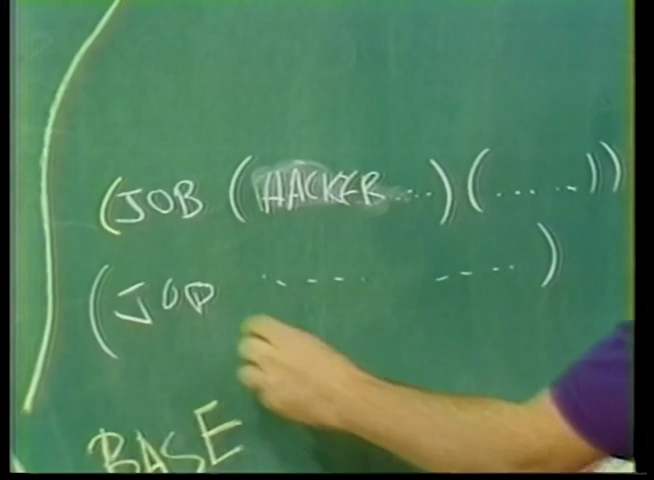 (JOB (HACKER....) (.... ..))
(JOB ..... .....)
BASE